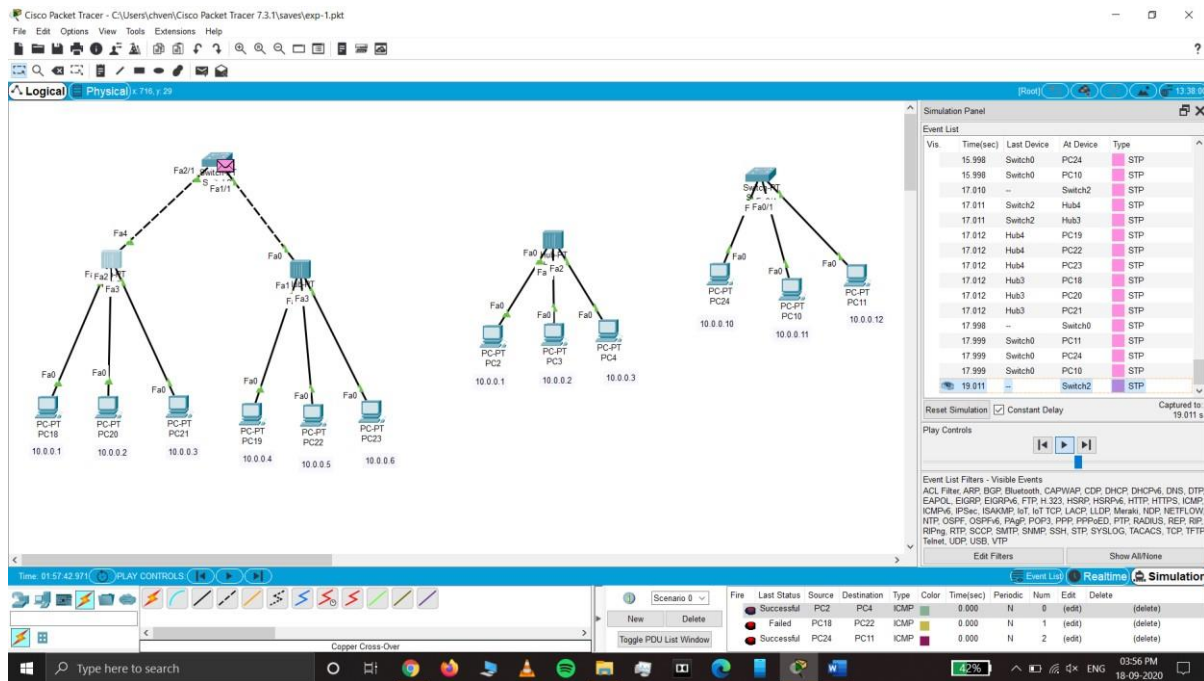 Cisco Packet Tracer - C:\Users\chven\Cisco Packet Tracer 7.3.1\saves\exp-1.pkt
File Edit Options View Tools Extensions Help
?
Logical Physical x: 716, y: 29 [Root] 13:38:00
Fa2/1
Fa1/1
Fa4
Fa0
Fa2
Fa3
Fa1
Fa3
Fa0 Fa0 Fa0
Fa0 Fa0 Fa0
PC-PT PC18 10.0.0.1
PC-PT PC20 10.0.0.2
PC-PT PC21 10.0.0.3
PC-PT PC19 10.0.0.4
PC-PT PC22 10.0.0.5
PC-PT PC23 10.0.0.6
Fa0
Fa Fa2
Fa0 Fa0 Fa0
PC-PT PC2 10.0.0.1
PC-PT PC3 10.0.0.2
PC-PT PC4 10.0.0.3
F Fa0/1
Fa0 Fa0 Fa0
PC-PT PC24 10.0.0.10
PC-PT PC10 10.0.0.11
PC-PT PC11 10.0.0.12
Simulation Panel
Event List
Vis. Time(sec) Last Device At Device Type
15.998 Switch0 PC24 STP
15.998 Switch0 PC10 STP
17.010 -- Switch2 STP
17.011 Switch2 Hub4 STP
17.011 Switch2 Hub3 STP
17.012 Hub4 PC19 STP
17.012 Hub4 PC22 STP
17.012 Hub4 PC23 STP
17.012 Hub3 PC18 STP
17.012 Hub3 PC20 STP
17.012 Hub3 PC21 STP
17.998 -- Switch0 STP
17.999 Switch0 PC11 STP
17.999 Switch0 PC24 STP
17.999 Switch0 PC10 STP
19.011 -- Switch2 STP
Reset Simulation Constant Delay Captured to:
19.011 s
Play Controls
Event List Filters - Visible Events
ACL Filter, ARP, BGP, Bluetooth, CAPWAP, CDP, DHCP, DHCPv6, DNS, DTP,
EAPOL, EIGRP, EIGRPv6, FTP, H.323, HSRP, HSRPv6, HTTP, HTTPS, ICMP,
ICMPv6, IPSec, ISAKMP, IoT, IoT TCP, LACP, LLDP, Meraki, NDP, NETFLOW,
NTP, OSPF, OSPFv6, PAgP, POP3, PPP, PPPoED, PTP, RADIUS, REP, RIP,
RIPng, RTP, SCCP, SMTP, SNMP, SSH, STP, SYSLOG, TACACS, TCP, TFTP,
Telnet, UDP, USB, VTP
Edit Filters Show All/None
Time: 01:57:42.971 PLAY CONTROLS: Event List Realtime Simulation
Scenario 0
New Delete
Toggle PDU List Window
Fire Last Status Source Destination Type Color Time(sec) Periodic Num Edit Delete
Successful PC2 PC4 ICMP 0.000 N 0 (edit) (delete)
Failed PC18 PC22 ICMP 0.000 N 1 (edit) (delete)
Successful PC24 PC11 ICMP 0.000 N 2 (edit) (delete)
Copper Cross-Over
Type here to search 42% ENG 03:56 PM
18-09-2020